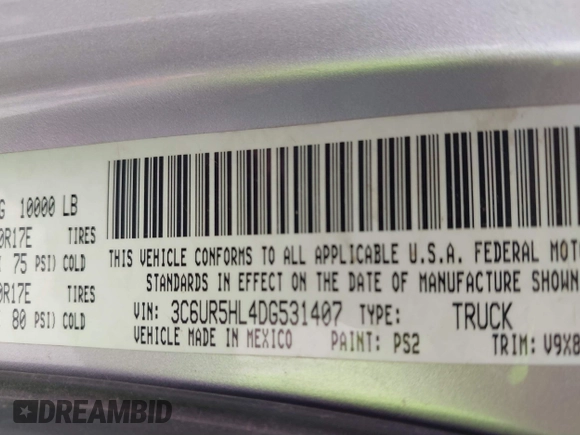 G 10000 LB
0R17E TIRES
75 PSI) COLD
0R17E TIRES
80 PSI) COLD
THIS VEHICLE CONFORMS TO ALL APPLICABLE U.S.A. FEDERAL MOT
STANDARDS IN EFFECT ON THE DATE OF MANUFACTURE SHOWN
VIN: 3C6UR5HL4DG531407 TYPE: TRUCK
VEHICLE MADE IN MEXICO PAINT: PS2 TRIM: V9X8
DREAMBID